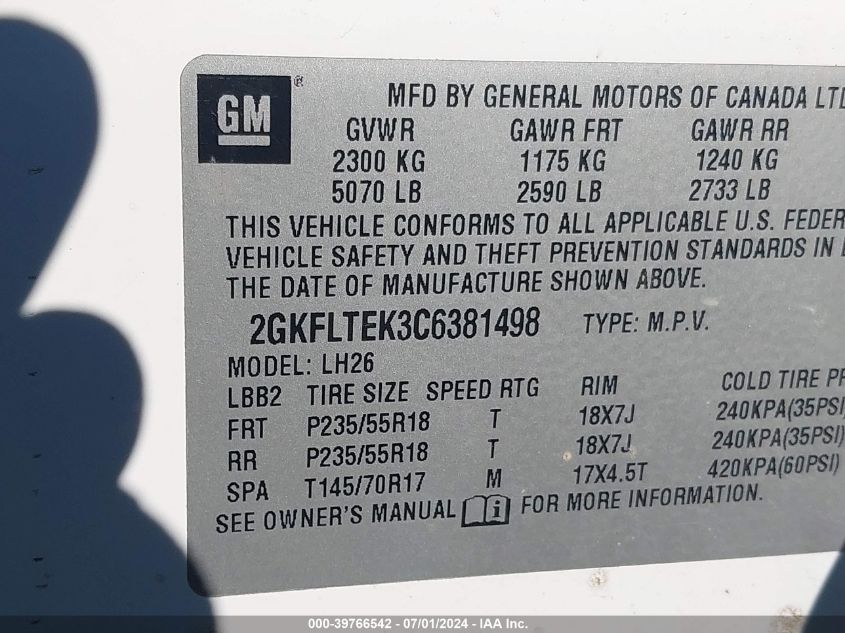 GM ®
MFD BY GENERAL MOTORS OF CANADA LTD
GVWR GAWR FRT GAWR RR
2300 KG 1175 KG 1240 KG
5070 LB 2590 LB 2733 LB
THIS VEHICLE CONFORMS TO ALL APPLICABLE U.S. FEDER
VEHICLE SAFETY AND THEFT PREVENTION STANDARDS IN
THE DATE OF MANUFACTURE SHOWN ABOVE.
2GKFLTEK3C6381498 TYPE: M.P.V.
MODEL: LH26
LBB2 TIRE SIZE SPEED RTG RIM COLD TIRE PR
FRT P235/55R18 T 18X7J 240KPA(35PSI)
RR P235/55R18 T 18X7J 240KPA(35PSI)
SPA T145/70R17 M 17X4.5T 420KPA(60PSI)
SEE OWNER'S MANUAL i FOR MORE INFORMATION.
000-39766542 - 07/01/2024 - IAA Inc.